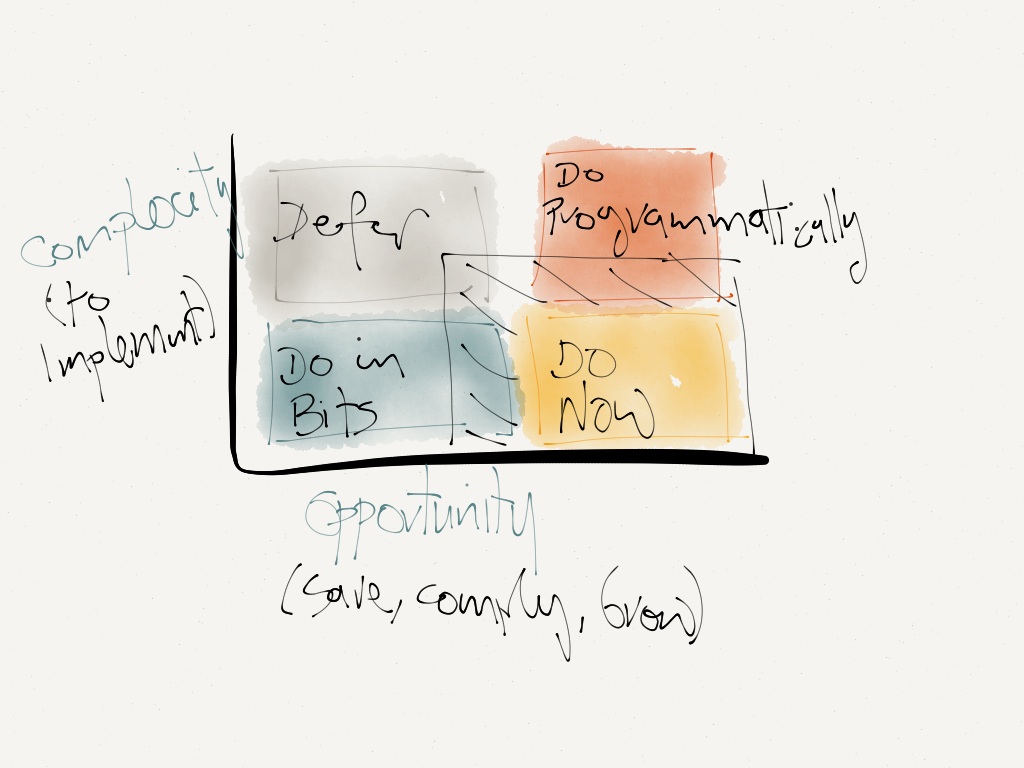 Complexity
(to
Implement)
Defer
Do
Programmatically
Do in
Bits
Do
Now
Opportunity
(save, comply, Grow)